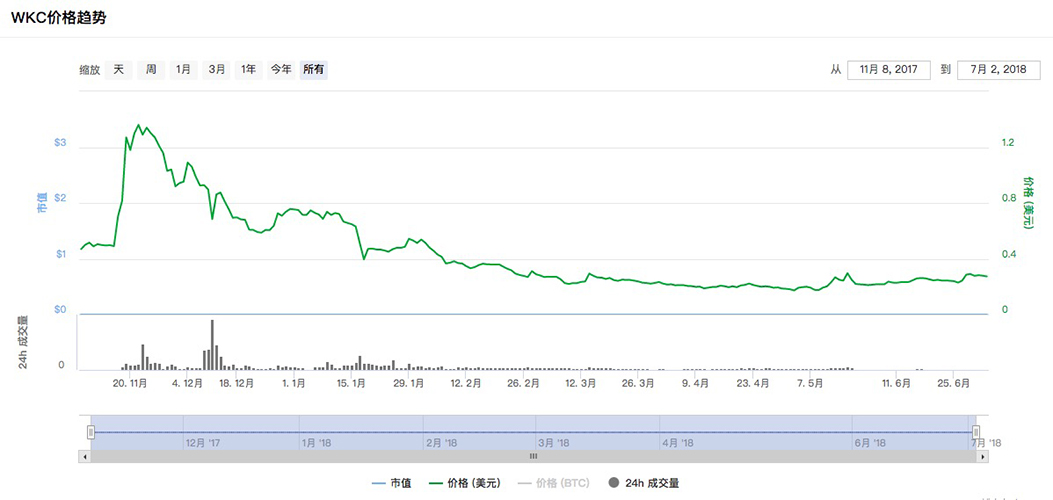 WKC价格趋势
缩放 天 周 1月 3月 1年 今年 所有 从 11月 8, 2017 到 7月 2, 2018
$3 1.2
$2 0.8
$1 0.4
$0 0
市值
价格 (美元)
24h 成交量
0
20. 11月 4. 12月 18. 12月 1. 1月 15. 1月 29. 1月 12. 2月 26. 2月 12. 3月 26. 3月 9. 4月 23. 4月 7. 5月 11. 6月 25. 6月
12月 '17 1月 '18 2月 '18 3月 '18 4月 '18 6月 '18 7月 '18
市值 价格 (美元) 价格 (BTC) 24h 成交量